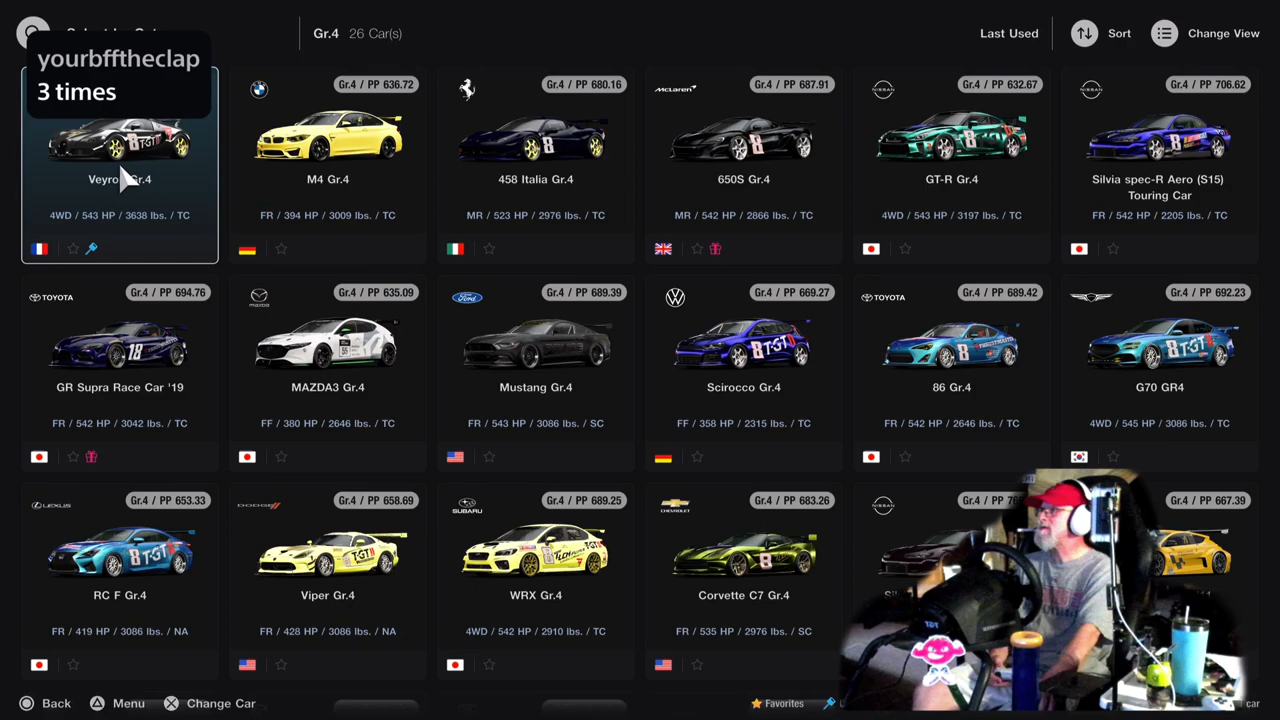 Gr.4 26 Car(s)
Last Used
Sort
Change View
yourbfftheclap
3 times
Gr.4 / PP 636.72
Gr.4 / PP 680.16
McLaren
Gr.4 / PP 687.91
NISSAN
Gr.4 / PP 632.67
NISSAN
Gr.4 / PP 706.62
M4 Gr.4
458 Italia Gr.4
650S Gr.4
GT-R Gr.4
Silvia spec-R Aero (S15)
Touring Car
4WD / 543 HP / 3638 lbs. / TC
FR / 394 HP / 3009 lbs. / TC
MR / 523 HP / 2976 lbs. / TC
MR / 542 HP / 2866 lbs. / TC
4WD / 543 HP / 3197 lbs. / TC
FR / 542 HP / 2205 lbs. / TC
TOYOTA
Gr.4 / PP 694.76
mazda
Gr.4 / PP 635.09
Ford
Gr.4 / PP 689.39
Gr.4 / PP 669.27
TOYOTA
Gr.4 / PP 689.42
Gr.4 / PP 692.23
GR Supra Race Car '19
MAZDA3 Gr.4
Mustang Gr.4
Scirocco Gr.4
86 Gr.4
G70 GR4
FR / 542 HP / 3042 lbs. / TC
FF / 380 HP / 2646 lbs. / TC
FR / 543 HP / 3086 lbs. / SC
FF / 358 HP / 2315 lbs. / TC
FR / 542 HP / 2646 lbs. / TC
4WD / 545 HP / 3086 lbs. / TC
LEXUS
Gr.4 / PP 653.33
DODGE
Gr.4 / PP 658.69
SUBARU
Gr.4 / PP 689.25
CHEVROLET
Gr.4 / PP 683.26
NISSAN
Gr.4 / PP
Gr.4 / PP 667.39
RC F Gr.4
Viper Gr.4
WRX Gr.4
Corvette C7 Gr.4
FR / 419 HP / 3086 lbs. / NA
FR / 428 HP / 3086 lbs. / NA
4WD / 542 HP / 2910 lbs. / TC
FR / 535 HP / 2976 lbs. / SC
Back
Menu
Change Car
Favorites
car